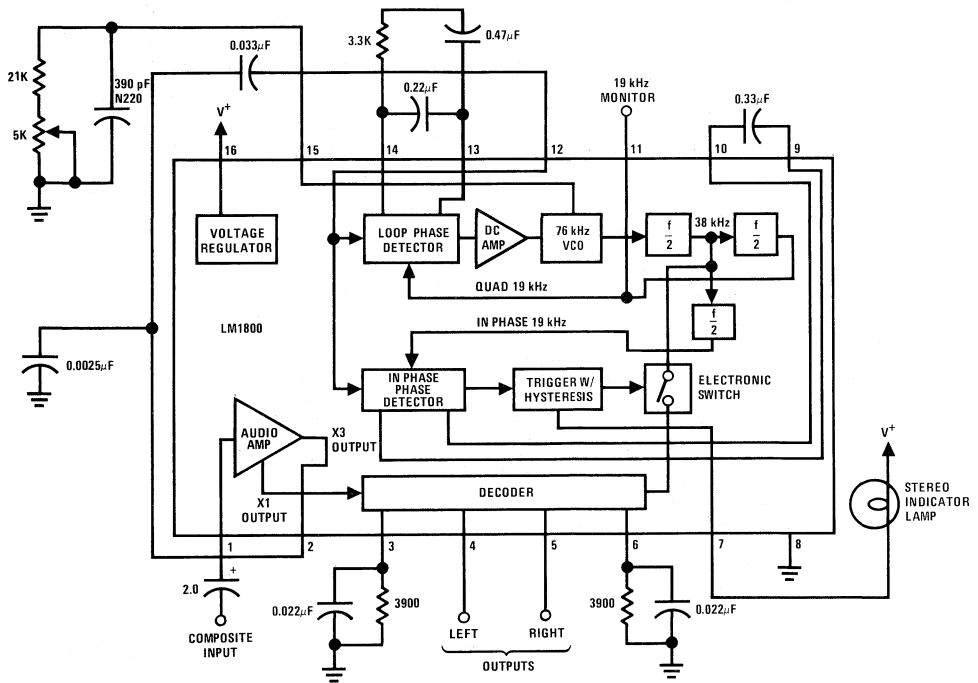 0.033µF
3.3K
0.47µF
21K
390 pF
N220
0.22µF
19 kHz
MONITOR
0.33µF
5K
V+
16
15
14
13
12
11
10
9
VOLTAGE
REGULATOR
LOOP PHASE
DETECTOR
DC
AMP
76 kHz
VCO
f
2
38 kHz
f
2
QUAD 19 kHz
f
2
LM1800
IN PHASE 19 kHz
0.0025µF
IN PHASE
PHASE
DETECTOR
TRIGGER W/
HYSTERESIS
ELECTRONIC
SWITCH
AUDIO
AMP
X3
OUTPUT
V+
X1
OUTPUT
DECODER
STEREO
INDICATOR
LAMP
1
2
3
4
5
6
7
8
2.0
+
0.022µF
3900
3900
0.022µF
COMPOSITE
INPUT
LEFT
RIGHT
OUTPUTS